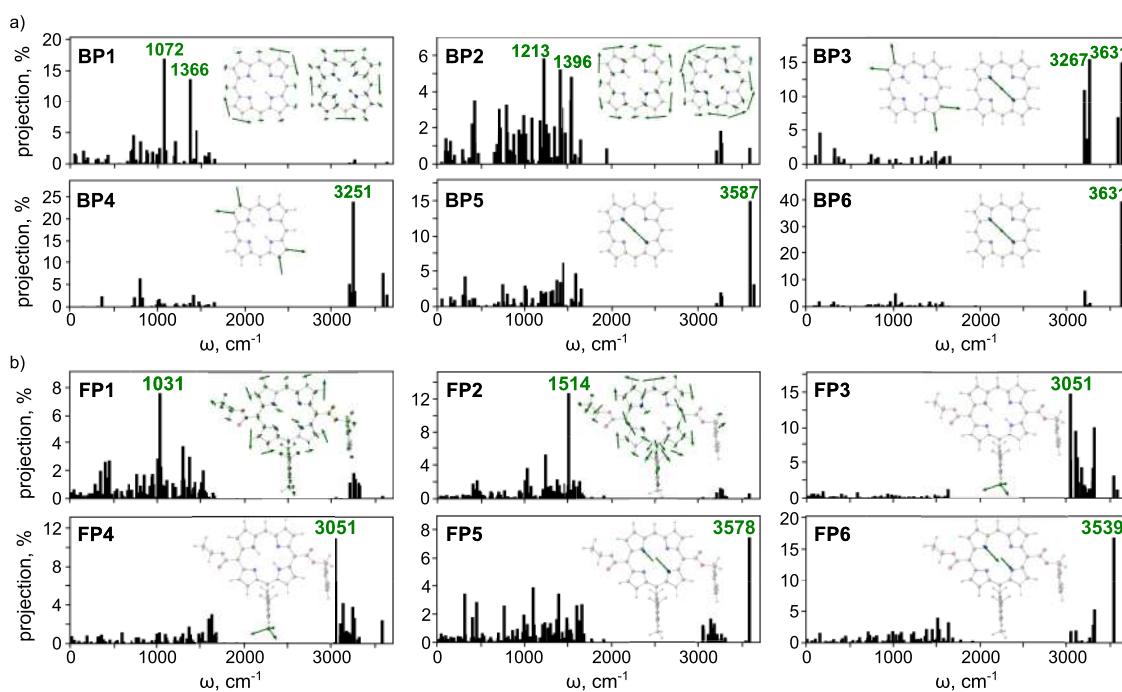 a)
BP1 1072 1366
BP2 1213 1396
BP3 3267 3631
projection, %
20
15
10
5
0
6
4
2
0
15
10
5
0
BP4 3251
BP5 3587
BP6 3631
projection, %
25
20
15
10
5
0
15
10
5
0
40
30
20
10
0
0 1000 2000 3000
0 1000 2000 3000
0 1000 2000 3000
ω, cm-1
ω, cm-1
ω, cm-1
b)
FP1 1031
FP2 1514
FP3 3051
projection, %
8
6
4
2
0
12
8
4
0
15
10
5
0
FP4 3051
FP5 3578
FP6 3539
projection, %
12
8
4
0
8
6
4
2
0
20
15
10
5
0
0 1000 2000 3000
0 1000 2000 3000
0 1000 2000 3000
ω, cm-1
ω, cm-1
ω, cm-1